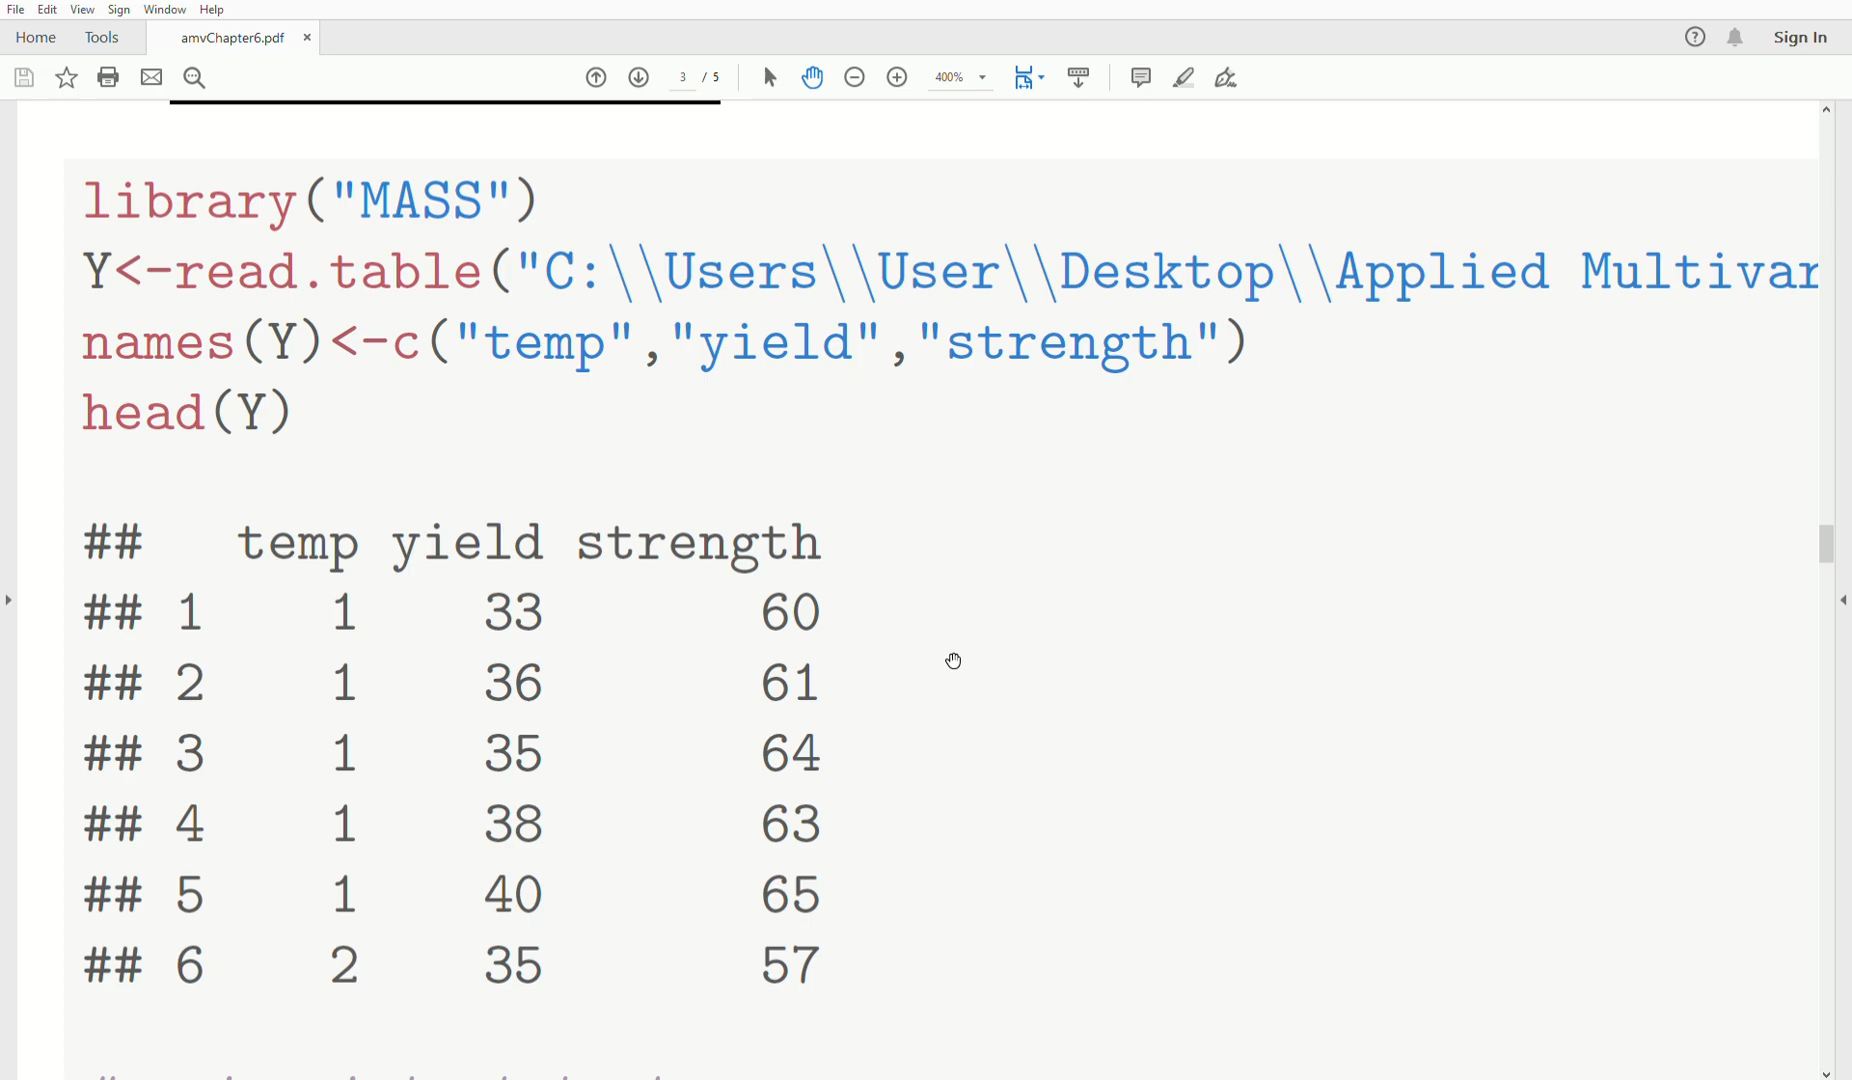 File Edit View Sign Window Help
Home Tools amvChapter6.pdf × ? Sign In
3 / 5 400%
library("MASS")
Y<-read.table("C:\\Users\\User\\Desktop\\Applied Multivar
names(Y)<-c("temp","yield","strength")
head(Y)
## temp yield strength
## 1 1 33 60
## 2 1 36 61
## 3 1 35 64
## 4 1 38 63
## 5 1 40 65
## 6 2 35 57